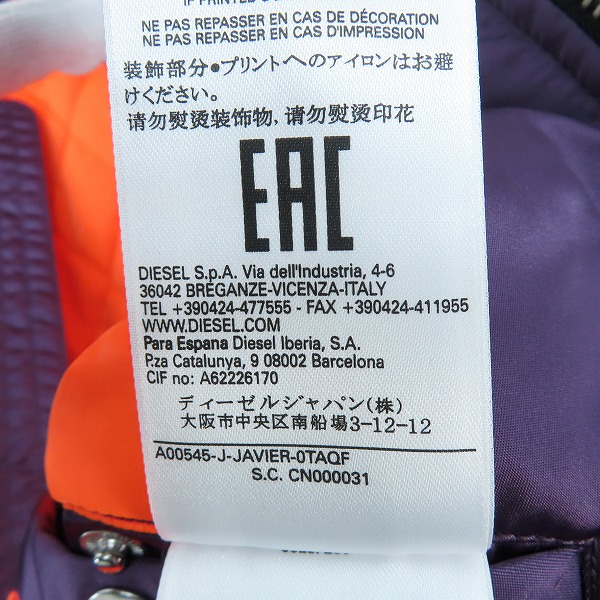 NE PAS REPASSER EN CAS DE DÉCORATION
NE PAS REPASSER EN CAS D'IMPRESSION
装飾部分●プリントへのアイロンはお避
けください。
请勿熨烫装饰物, 请勿熨烫印花
EAC
DIESEL S.p.A. Via dell'Industria, 4-6
36042 BREGANZE-VICENZA-ITALY
TEL +390424-477555 - FAX +390424-411955
WWW.DIESEL.COM
Para Espana Diesel Iberia, S.A.
P.za Catalunya, 9 08002 Barcelona
CIF no: A62226170
ディーゼルジャパン(株)
大阪市中央区南船場3-12-12
A00545-J-JAVIER-0TAQF
S.C. CN000031